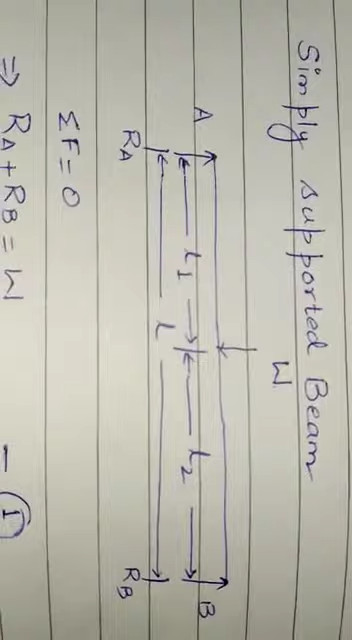 Simply supported Beam
W
A B
l1 l2
RA l RB
ΣF=0
⇒ RA + RB = W - (1)